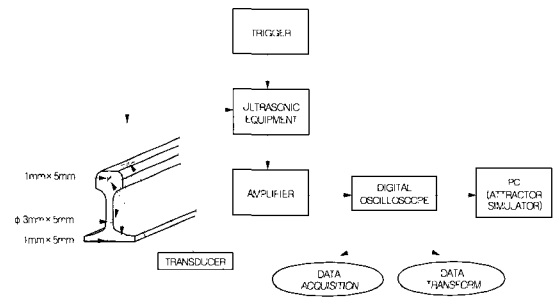 TRIGGER
ULTRASONIC
EQUIPMENT
1mm×5mm
AMPLIFIER
DIGITAL
OSCILLOSCOPE
PC
(ATTRACTOR
SIMULATOR)
ϕ3mm×5mm
1mm×5mm
TRANSDUCER
DATA
ACQUISITION
DATA
TRANSFORM